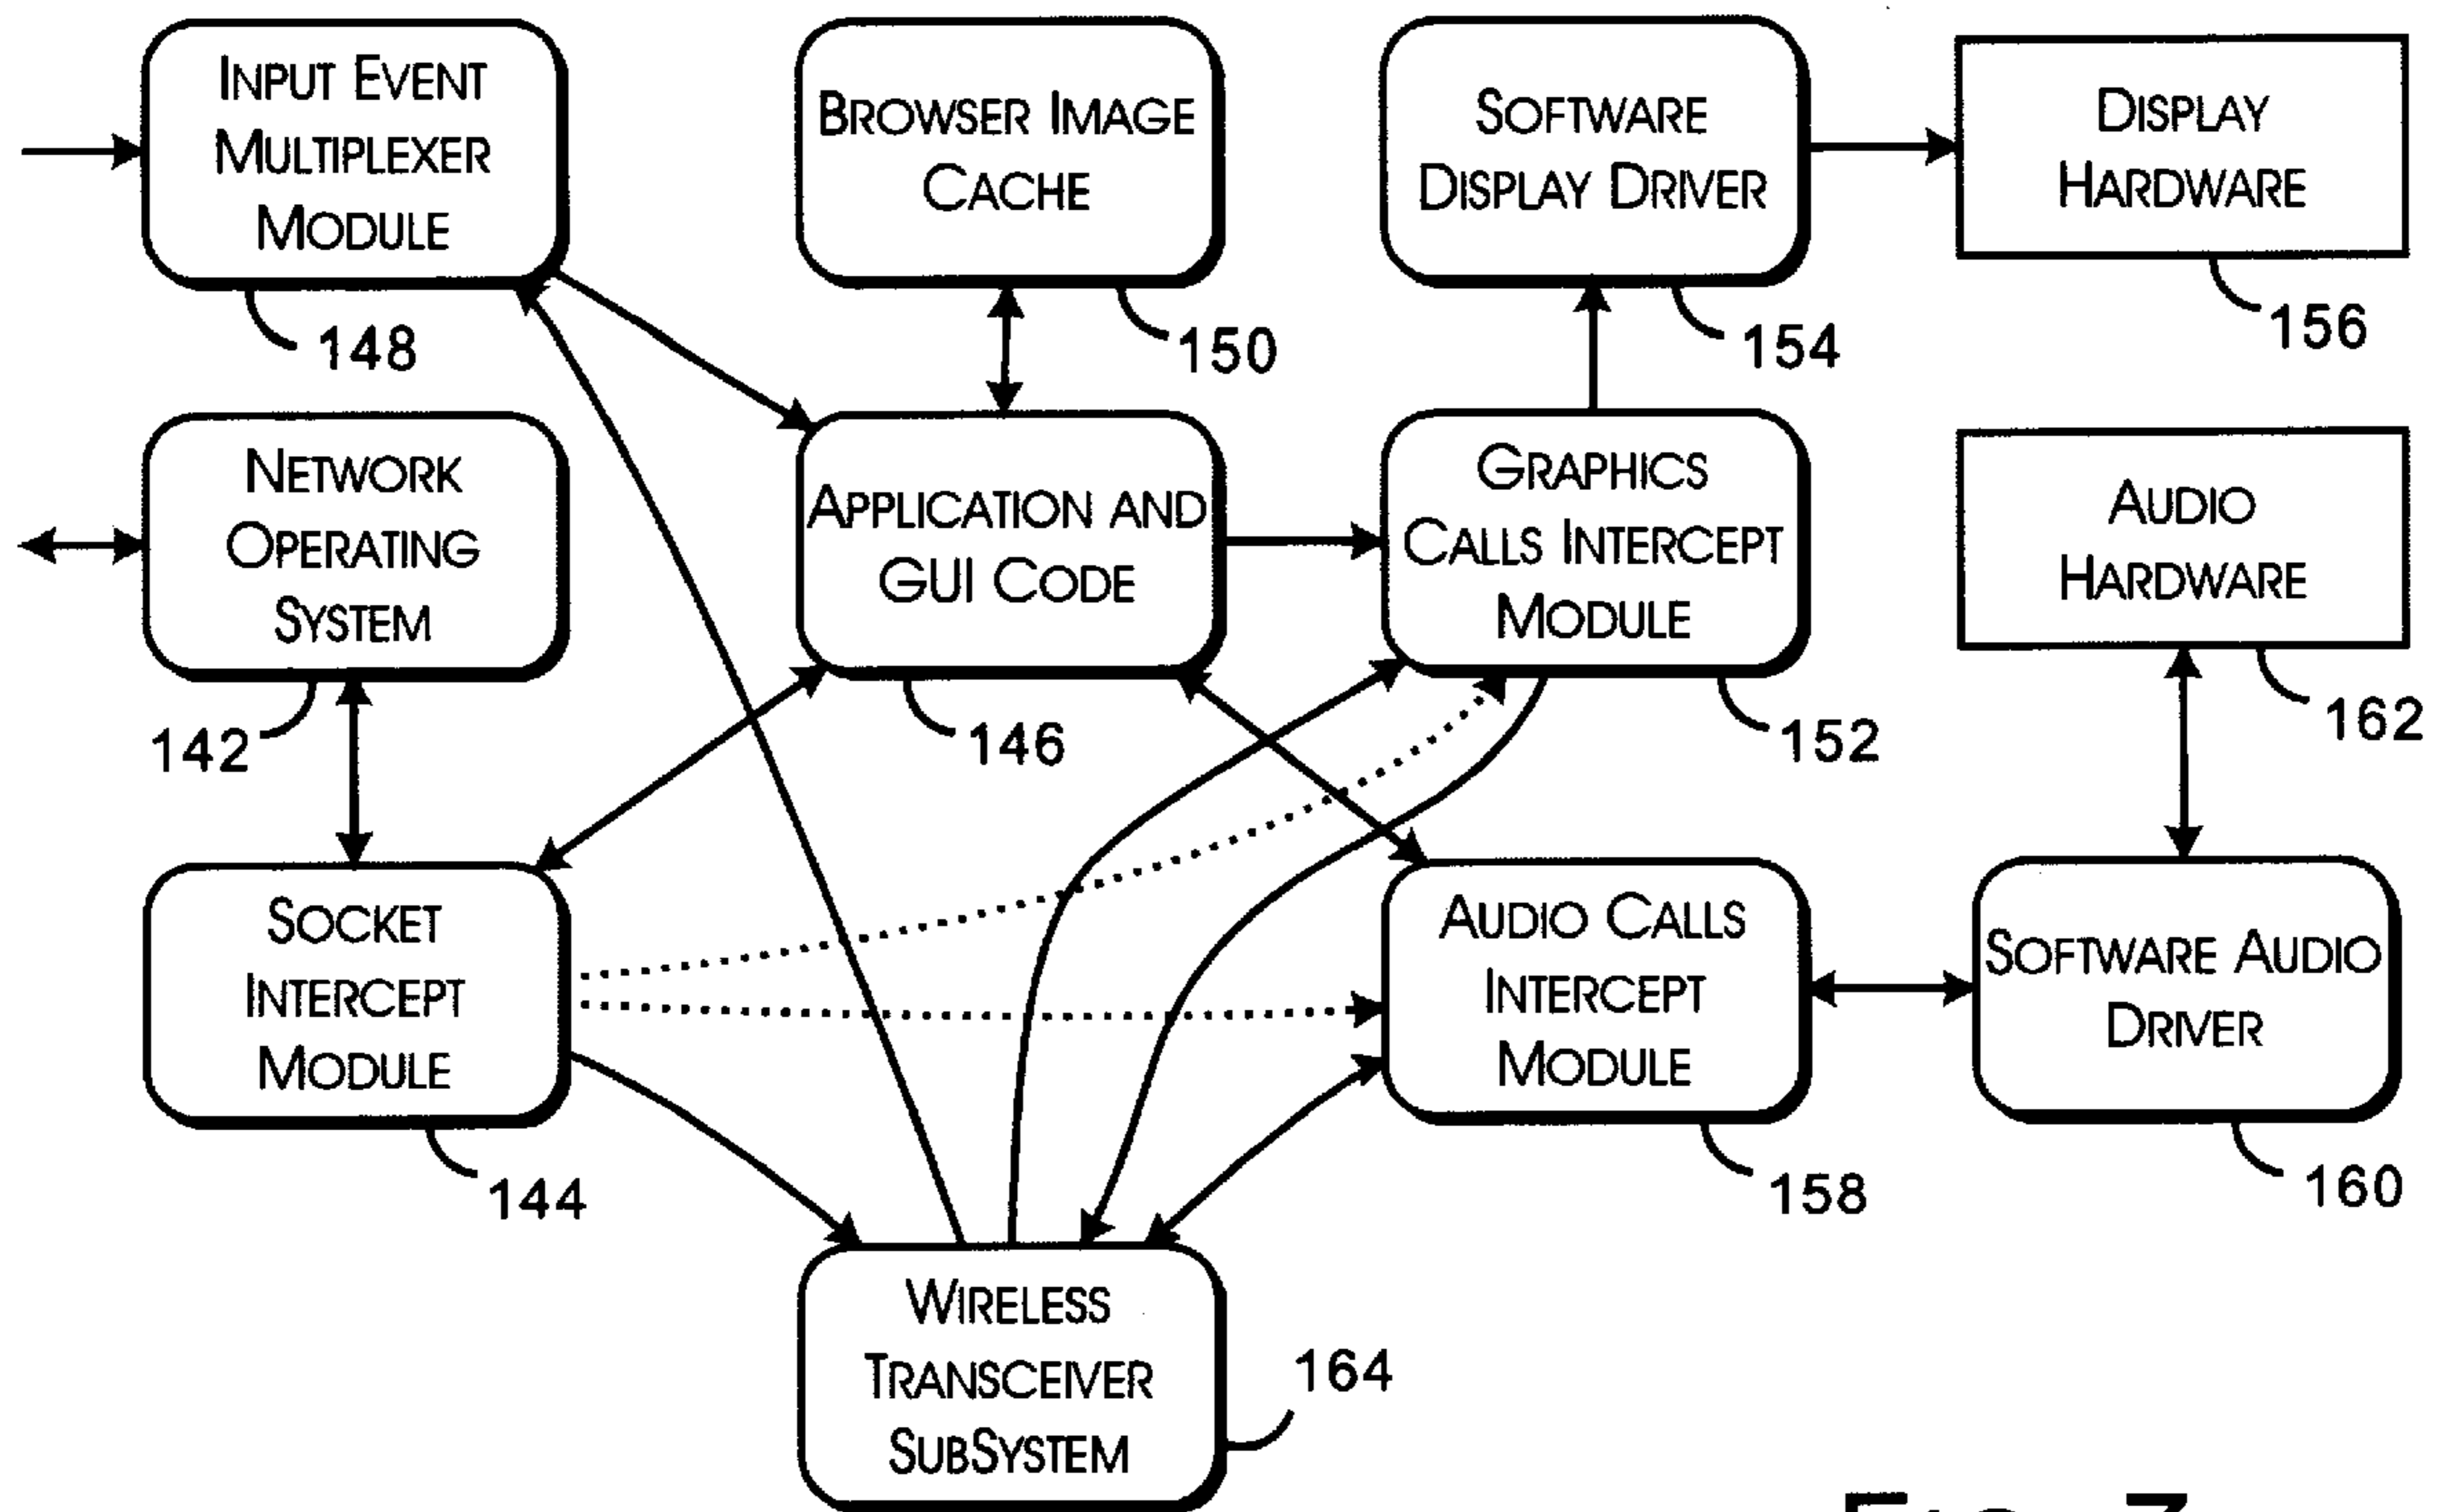 INPUT EVENT
MULTIPLEXER
MODULE
148
BROWSER IMAGE
CACHE
150
SOFTWARE
DISPLAY DRIVER
154
DISPLAY
HARDWARE
156
NETWORK
OPERATING
SYSTEM
142
APPLICATION AND
GUI CODE
146
GRAPHICS
CALLS INTERCEPT
MODULE
152
AUDIO
HARDWARE
162
SOCKET
INTERCEPT
MODULE
144
AUDIO CALLS
INTERCEPT
MODULE
158
SOFTWARE AUDIO
DRIVER
160
WIRELESS
TRANSCEIVER
SUBSYSTEM
164